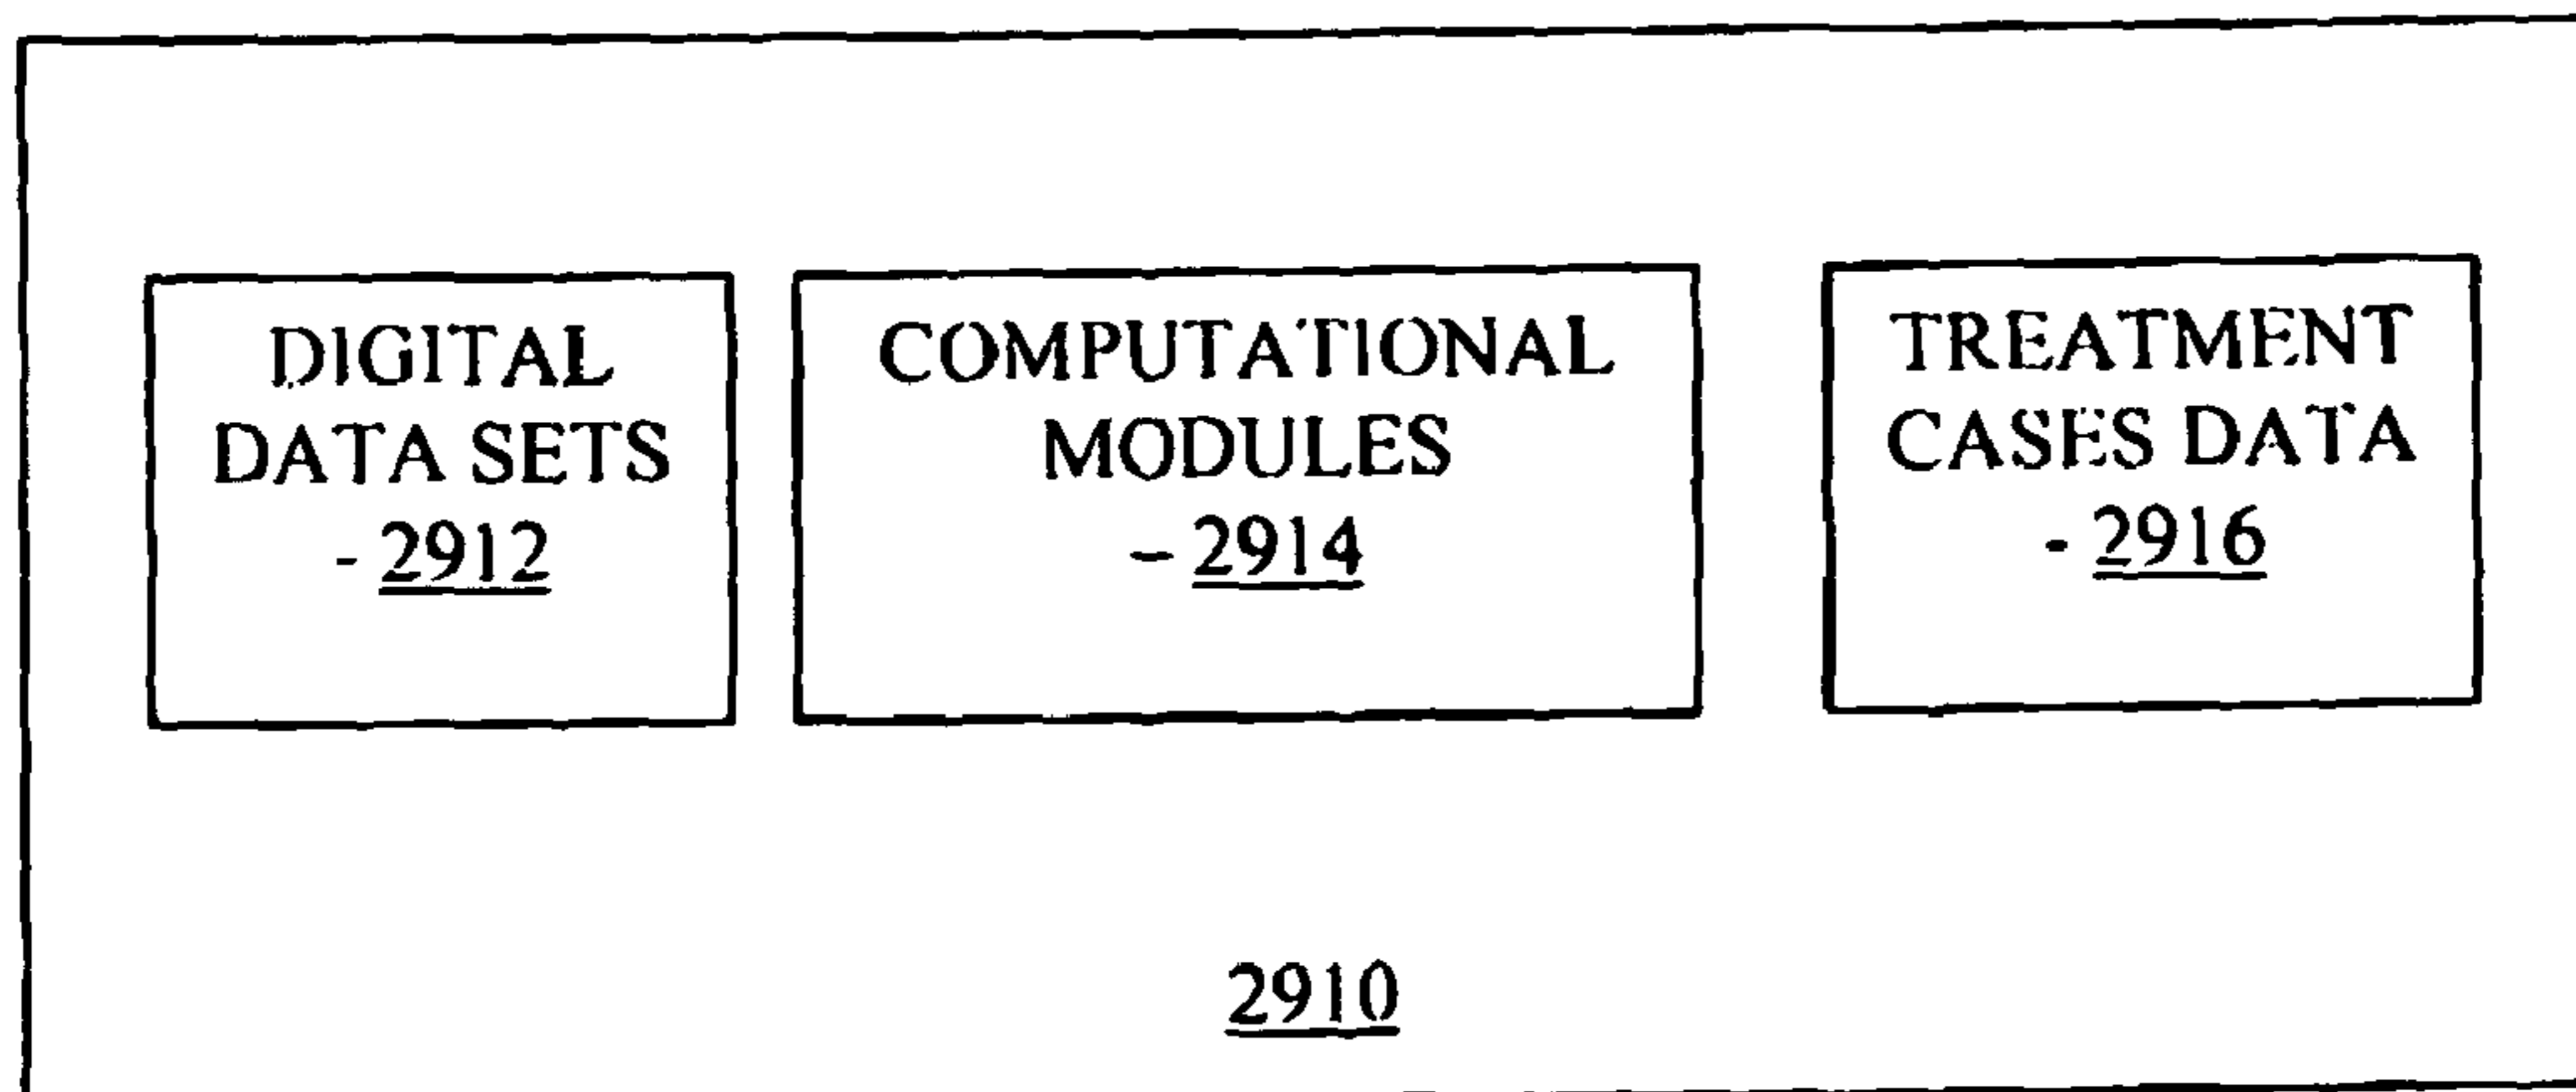 DIGITAL
DATA SETS
- 2912
COMPUTATIONAL
MODULES
– 2914
TREATMENT
CASES DATA
- 2916
2910